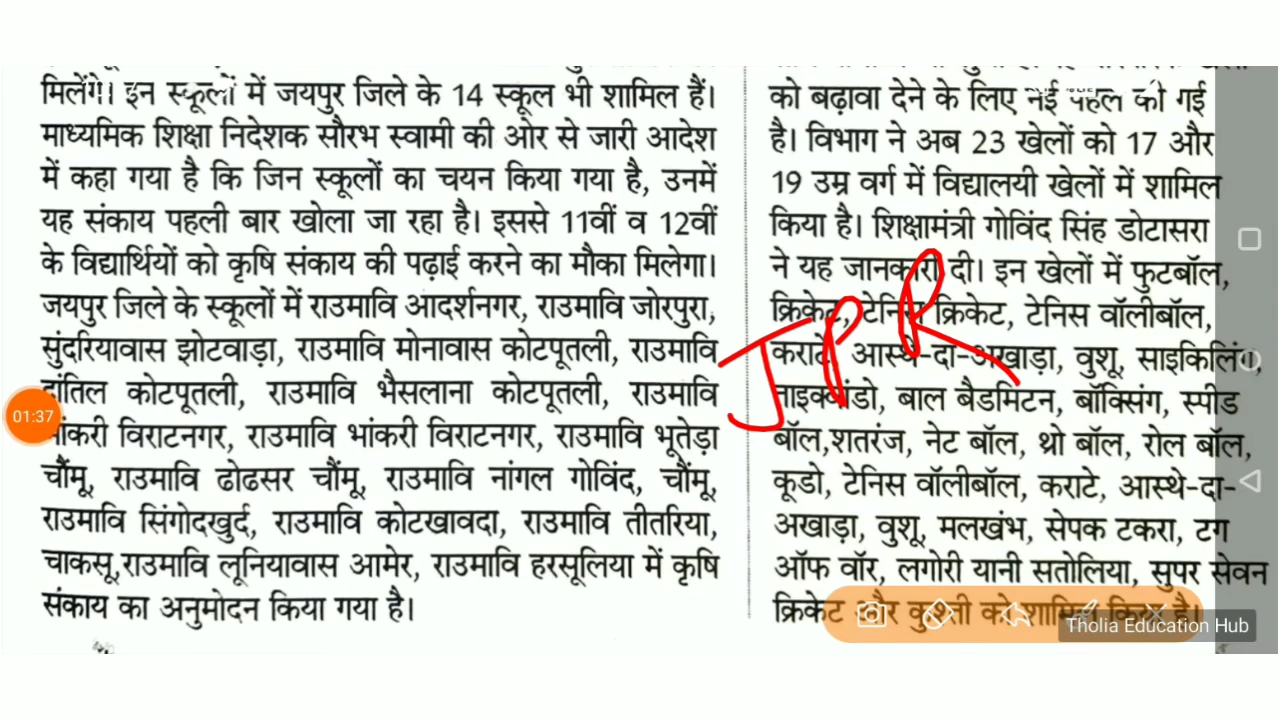 मिलेंगे। इन स्कूलों में जयपुर जिले के 14 स्कूल भी शामिल हैं।
माध्यमिक शिक्षा निदेशक सौरभ स्वामी की ओर से जारी आदेश
में कहा गया है कि जिन स्कूलों का चयन किया गया है, उनमें
यह संकाय पहली बार खोला जा रहा है। इससे 11वीं व 12वीं
के विद्यार्थियों को कृषि संकाय की पढ़ाई करने का मौका मिलेगा।
जयपुर जिले के स्कूलों में राउमावि आदर्शनगर, राउमावि जोरपुरा,
सुंदरियावास झोटवाड़ा, राउमावि मोनावास कोटपूतली, राउमावि
कोटपूतली, राउमावि भैसलाना कोटपूतली, राउमावि
विराटनगर, राउमावि भांकरी विराटनगर, राउमावि भूतेड़ा
चौंमू, राउमावि ढोढसर चौंमू, राउमावि नांगल गोविंद, चौंमू,
राउमावि सिंगोदखुर्द, राउमावि कोटखावदा, राउमावि तीतरिया,
चाकसू,राउमावि लूनियावास आमेर, राउमावि हरसूलिया में कृषि
संकाय का अनुमोदन किया गया है।
को बढ़ावा देने के लिए नई पहल की गई
है। विभाग ने अब 23 खेलों को 17 और
19 उम्र वर्ग में विद्यालयी खेलों में शामिल
किया है। शिक्षामंत्री गोविंद सिंह डोटासरा
ने यह जानकारी दी। इन खेलों में फुटबॉल,
क्रिकेट, टेनिस क्रिकेट, टेनिस वॉलीबॉल,
कराटे, आस्थे-दा-अखाड़ा, वुशू, साइकिलिंग,
बाल बैडमिंटन, बॉक्सिंग, स्पीड
बॉल,शतरंज, नेट बॉल, थ्रो बॉल, रोल बॉल,
कूडो, टेनिस वॉलीबॉल, कराटे, आस्थे-दा-
अखाड़ा, वुशू, मलखंभ, सेपक टकरा, टग
ऑफ वॉर, लगोरी यानी सतोलिया, सुपर सेवन
क्रिकेट और कुश्ती को शामिल किया है।
JPR
01:37
Tholia Education Hub